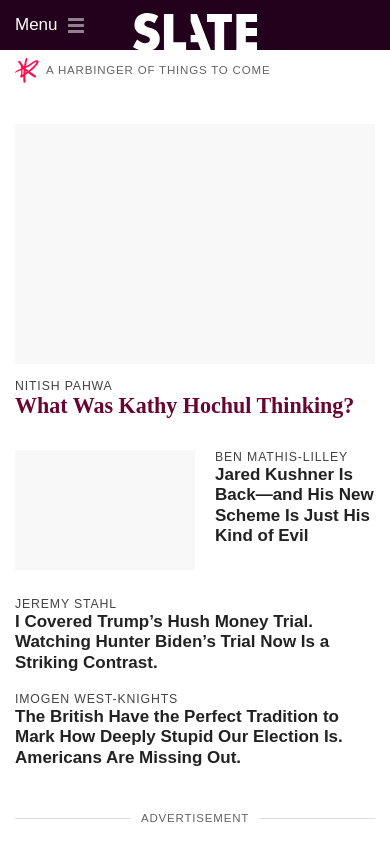 Menu
SLATE
A HARBINGER OF THINGS TO COME
NITISH PAHWA
What Was Kathy Hochul Thinking?
BEN MATHIS-LILLEY
Jared Kushner Is
Back—and His New
Scheme Is Just His
Kind of Evil
JEREMY STAHL
I Covered Trump’s Hush Money Trial.
Watching Hunter Biden’s Trial Now Is a
Striking Contrast.
IMOGEN WEST-KNIGHTS
The British Have the Perfect Tradition to
Mark How Deeply Stupid Our Election Is.
Americans Are Missing Out.
ADVERTISEMENT